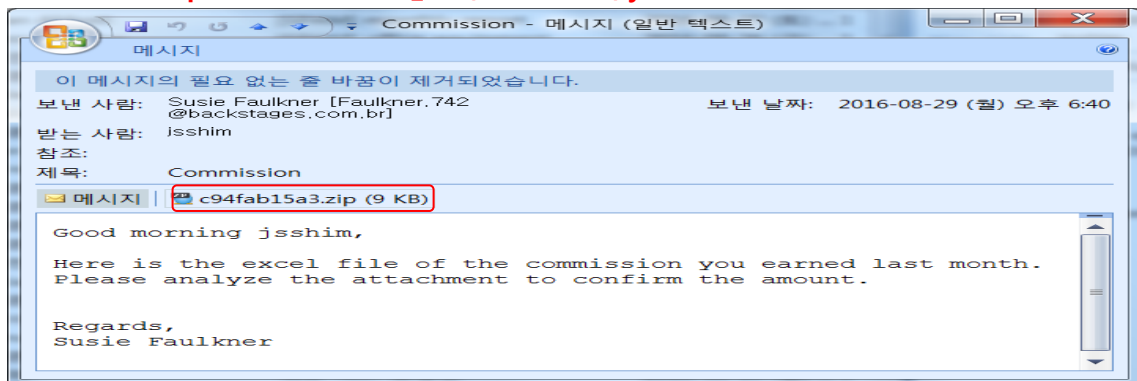 Commission - 메시지 (일반 텍스트)
메시지
이 메시지의 필요 없는 줄 바꿈이 제거되었습니다.
보낸 사람: Susie Faulkner [Faulkner.742
@backstages.com.br]
보낸 날짜: 2016-08-29 (월) 오후 6:40
받는 사람: jsshim
참조:
제목: Commission
메시지 c94fab15a3.zip (9 KB)
Good morning jsshim,
Here is the excel file of the commission you earned last month.
Please analyze the attachment to confirm the amount.
Regards,
Susie Faulkner